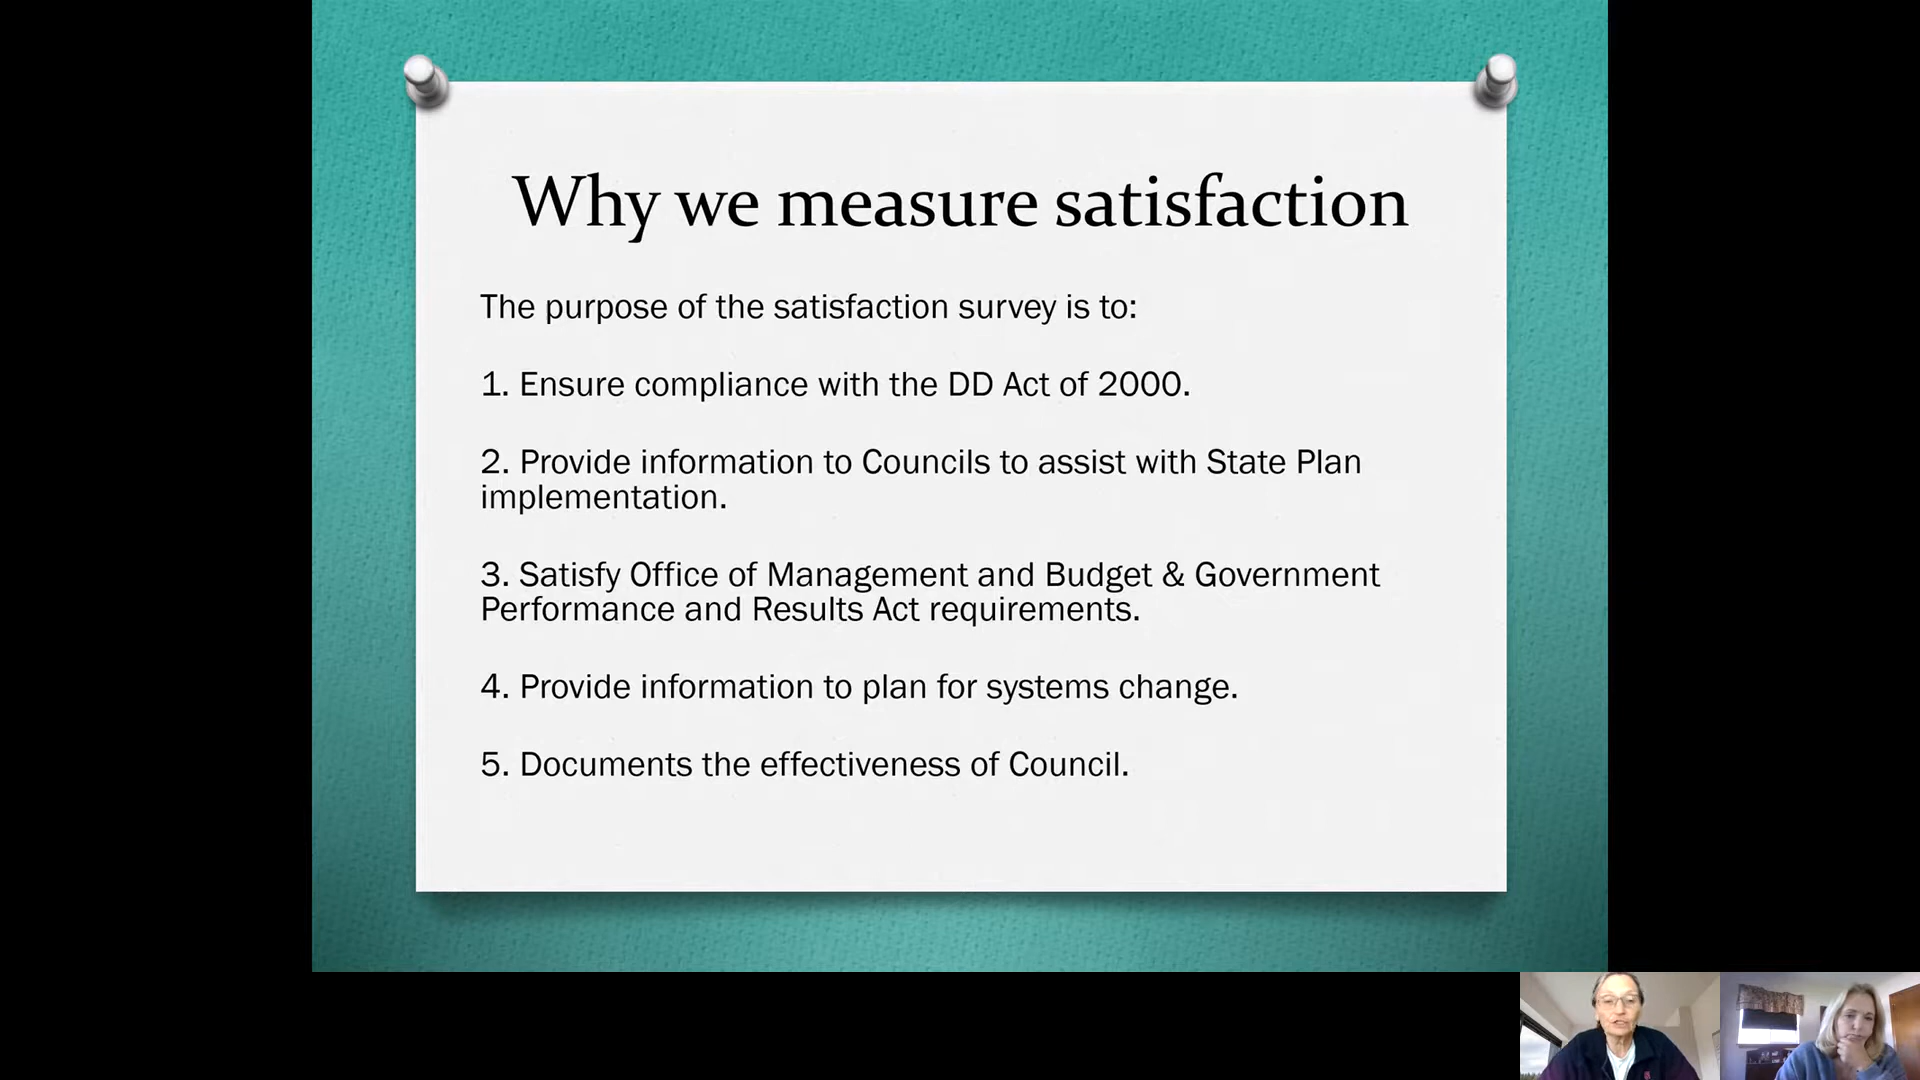 Why we measure satisfaction
The purpose of the satisfaction survey is to:
1. Ensure compliance with the DD Act of 2000.
2. Provide information to Councils to assist with State Plan
implementation.
3. Satisfy Office of Management and Budget & Government
Performance and Results Act requirements.
4. Provide information to plan for systems change.
5. Documents the effectiveness of Council.